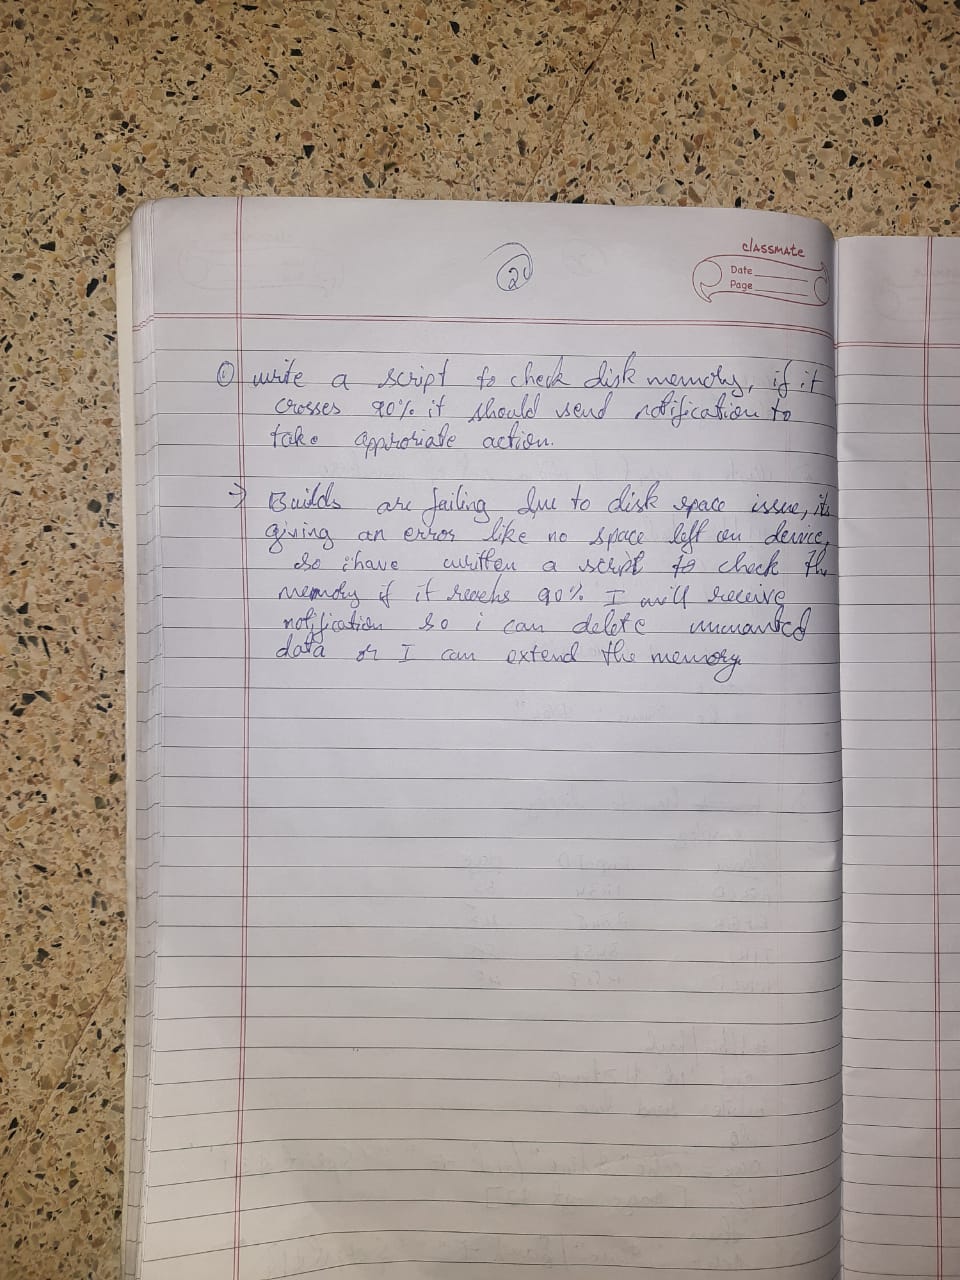 2
classmate
Date
Page
① write a script to check disk memory, if it
crosses 90% it should send notification to
take approriate action.
→ Builds are failing due to disk space issue, its
giving an error like no space left on device,
so i have written a script to check the
memory if it reachs 90% I will receive
notification so i can delete unwanted
data or I can extend the memory.